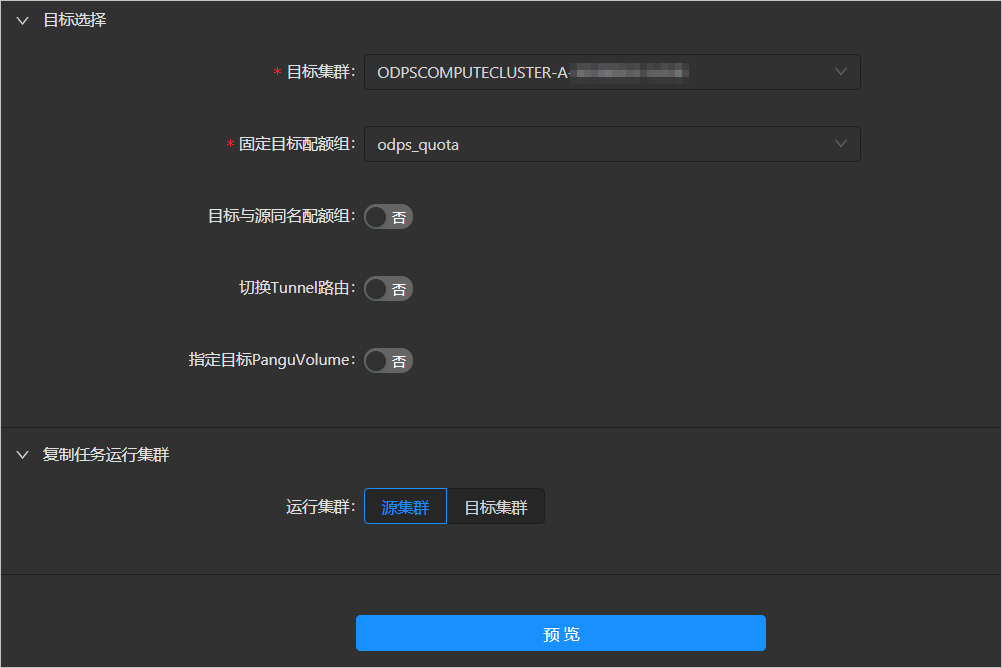 目标选择
* 目标集群: ODPSCOMPUTECLUSTER-A-
* 固定目标配额组: odps_quota
目标与源同名配额组: 否
切换Tunnel路由: 否
指定目标PanguVolume: 否
复制任务运行集群
运行集群: 源集群 目标集群
预 览